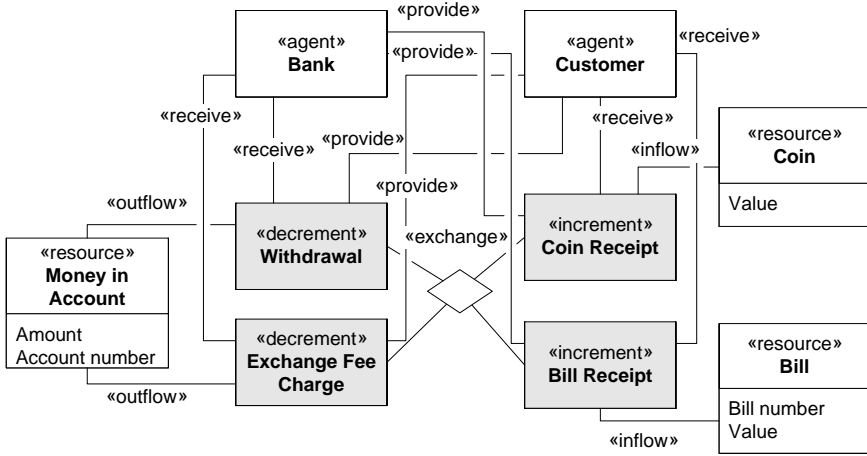 «provide»
«agent»
Bank
«provide»
«agent»
Customer
«receive»
«receive»
«receive»
«provide»
«receive»
«inflow»
«resource»
Coin
Value
«provide»
«outflow»
«decrement»
Withdrawal
«exchange»
«increment»
Coin Receipt
«resource»
Money in
Account
Amount
Account number
«decrement»
Exchange Fee
Charge
«increment»
Bill Receipt
«resource»
Bill
Bill number
Value
«outflow»
«inflow»